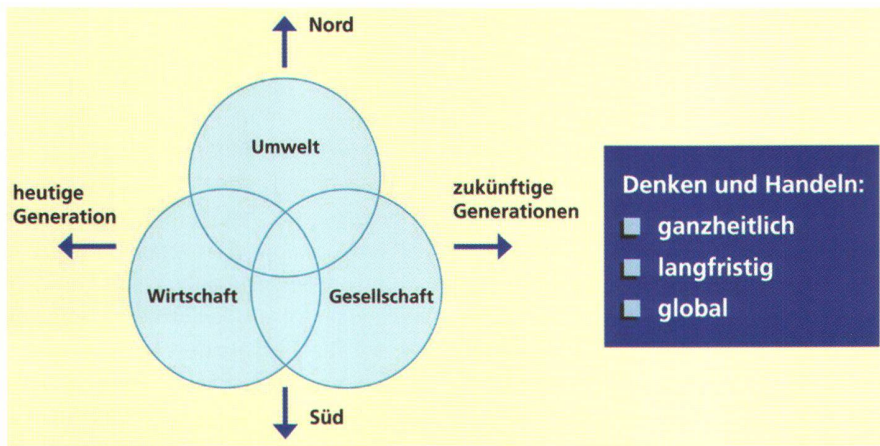 Nord
Umwelt
heutige
Generation
zukünftige
Generationen
Wirtschaft
Gesellschaft
Süd
Denken und Handeln:
ganzheitlich
langfristig
global